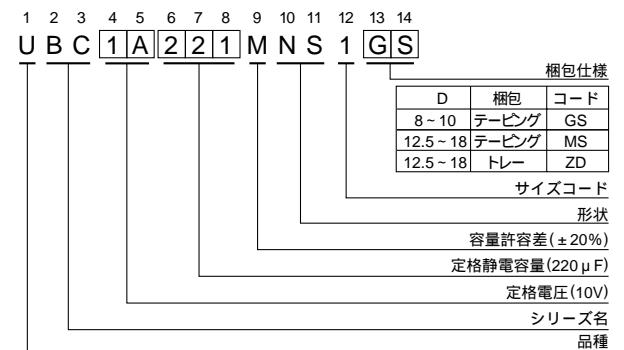 1 2 3 4 5 6 7 8 9 10 11 12 13 14
U B C 1 A 2 2 1 M N S 1 G S
梱包仕様
D 梱包 コード
8~10 テーピング GS
12.5~18 テーピング MS
12.5~18 トレー ZD
サイズコード
形状
容量許容差(±20%)
定格静電容量(220μF)
定格電圧(10V)
シリーズ名
品種